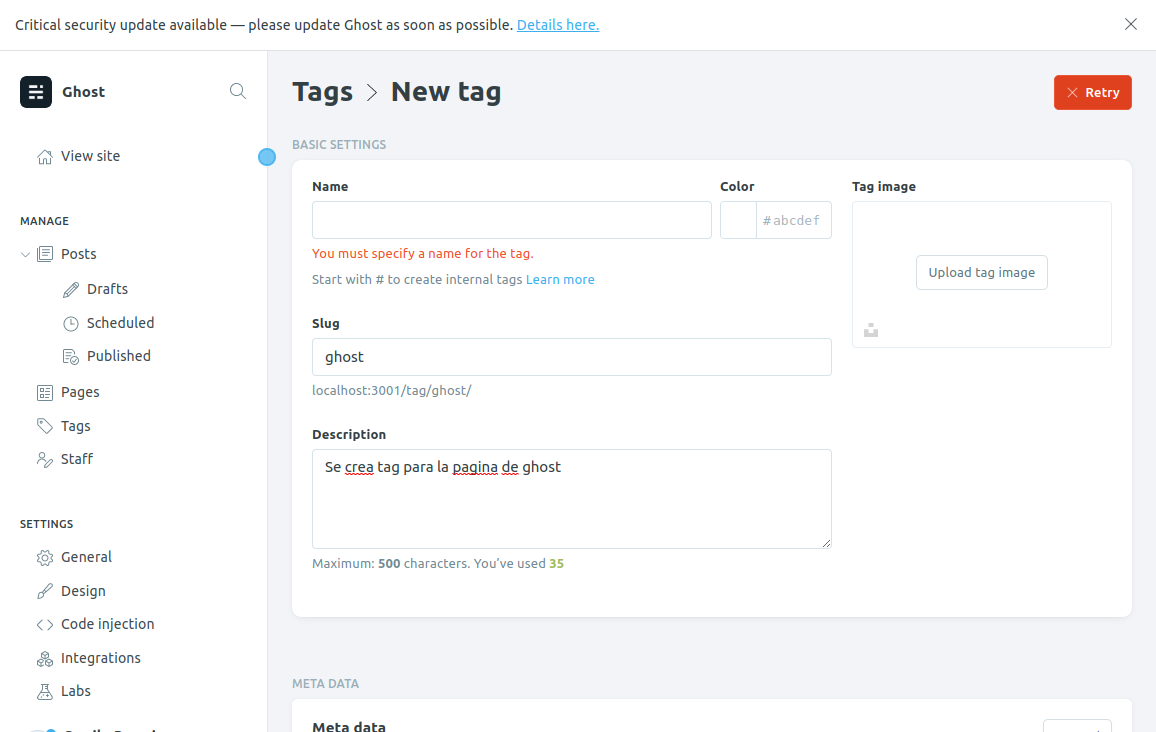 Critical security update available — please update Ghost as soon as possible. Details here.
Ghost
View site
MANAGE
Posts
Drafts
Scheduled
Published
Pages
Tags
Staff
SETTINGS
General
Design
Code injection
Integrations
Labs
Tags > New tag
Retry
BASIC SETTINGS
Name
Color
#abcdef
You must specify a name for the tag.
Start with # to create internal tags Learn more
Slug
ghost
localhost:3001/tag/ghost/
Description
Se crea tag para la pagina de ghost
Maximum: 500 characters. You’ve used 35
Tag image
Upload tag image
META DATA
Meta data